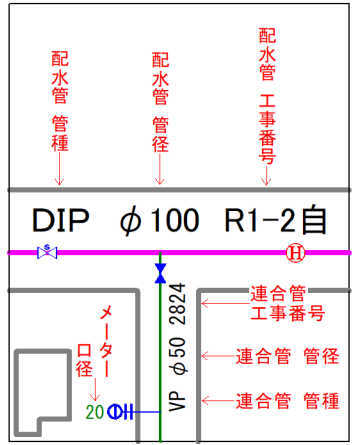 配水管 管種
配水管 管径
配水管 工事番号
DIP φ100 R1-2自
S
H
VP φ50 2824
連合管
工事番号
連合管 管径
連合管 管種
メーター
口径
20